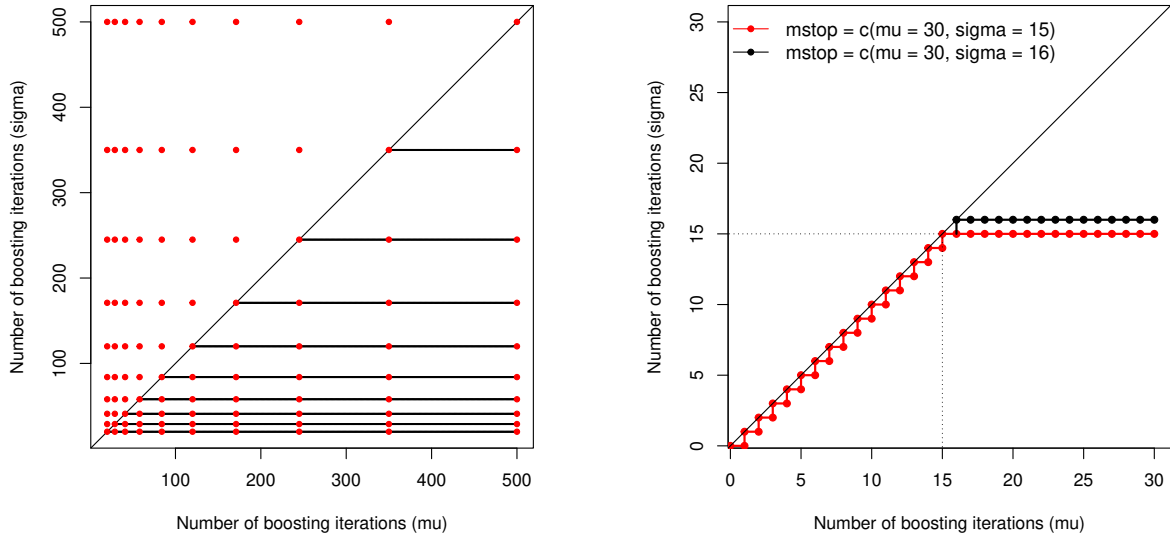 500
400
300
200
100
Number of boosting iterations (sigma)
100 200 300 400 500
Number of boosting iterations (mu)
mstop = c(mu = 30, sigma = 15)
mstop = c(mu = 30, sigma = 16)
30
25
20
15
10
5
0
Number of boosting iterations (sigma)
0 5 10 15 20 25 30
Number of boosting iterations (mu)